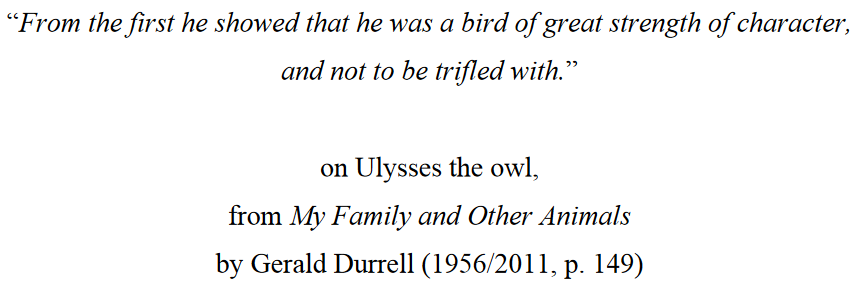 “From the first he showed that he was a bird of great strength of character,
and not to be trifled with.”
on Ulysses the owl,
from My Family and Other Animals
by Gerald Durrell (1956/2011, p. 149)